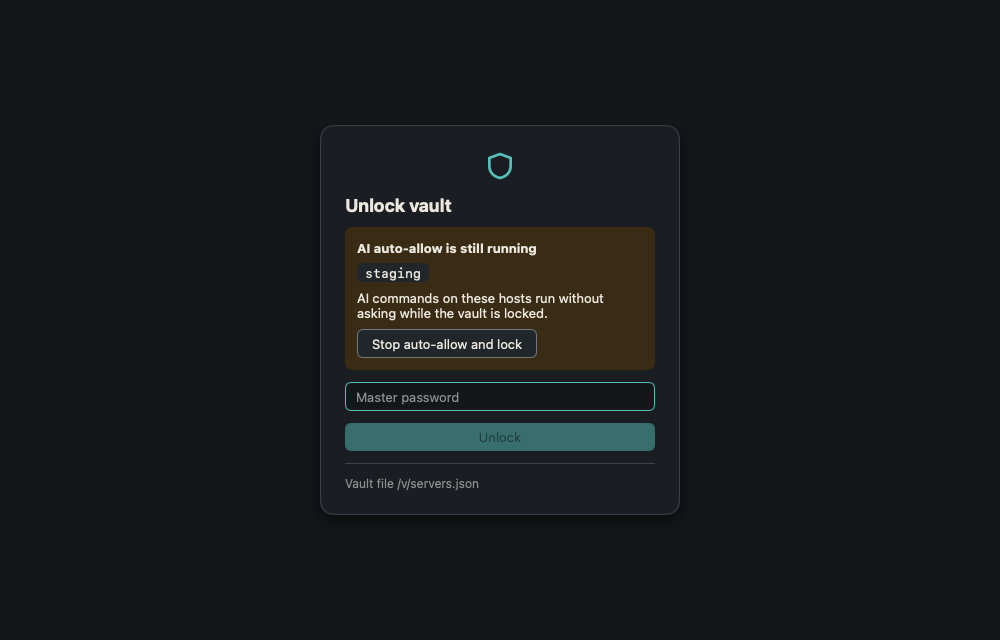 Unlock vault
AI auto-allow is still running
staging
AI commands on these hosts run without
asking while the vault is locked.
Stop auto-allow and lock
Master password
Unlock
Vault file /v/servers.json